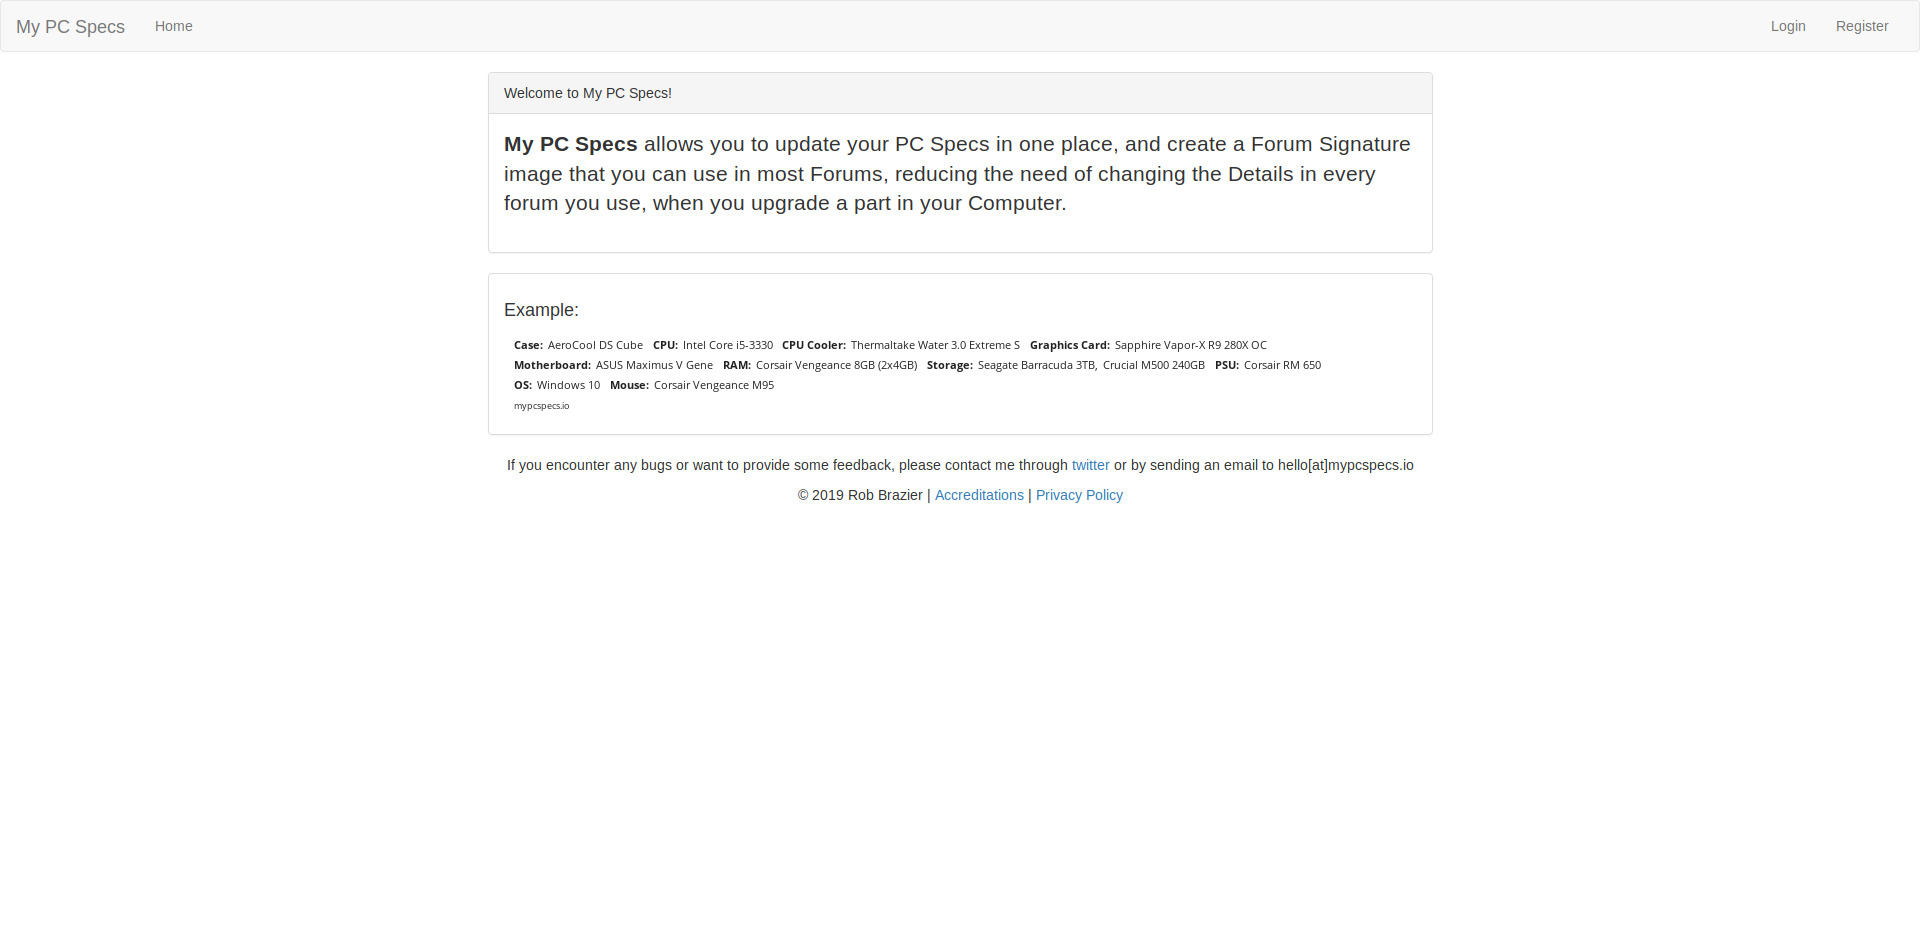 My PC Specs Home Login Register
Welcome to My PC Specs!
My PC Specs allows you to update your PC Specs in one place, and create a Forum Signature
image that you can use in most Forums, reducing the need of changing the Details in every
forum you use, when you upgrade a part in your Computer.
Example:
Case: AeroCool DS Cube CPU: Intel Core i5-3330 CPU Cooler: Thermaltake Water 3.0 Extreme S Graphics Card: Sapphire Vapor-X R9 280X OC
Motherboard: ASUS Maximus V Gene RAM: Corsair Vengeance 8GB (2x4GB) Storage: Seagate Barracuda 3TB, Crucial M500 240GB PSU: Corsair RM 650
OS: Windows 10 Mouse: Corsair Vengeance M95
mypcspecs.io
If you encounter any bugs or want to provide some feedback, please contact me through twitter or by sending an email to hello[at]mypcspecs.io
© 2019 Rob Brazier | Accreditations | Privacy Policy